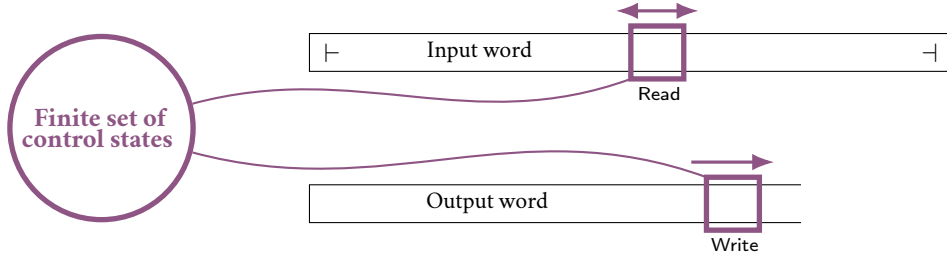 ⊢ Input word ⊣
Read
Finite set of
control states
Output word
Write